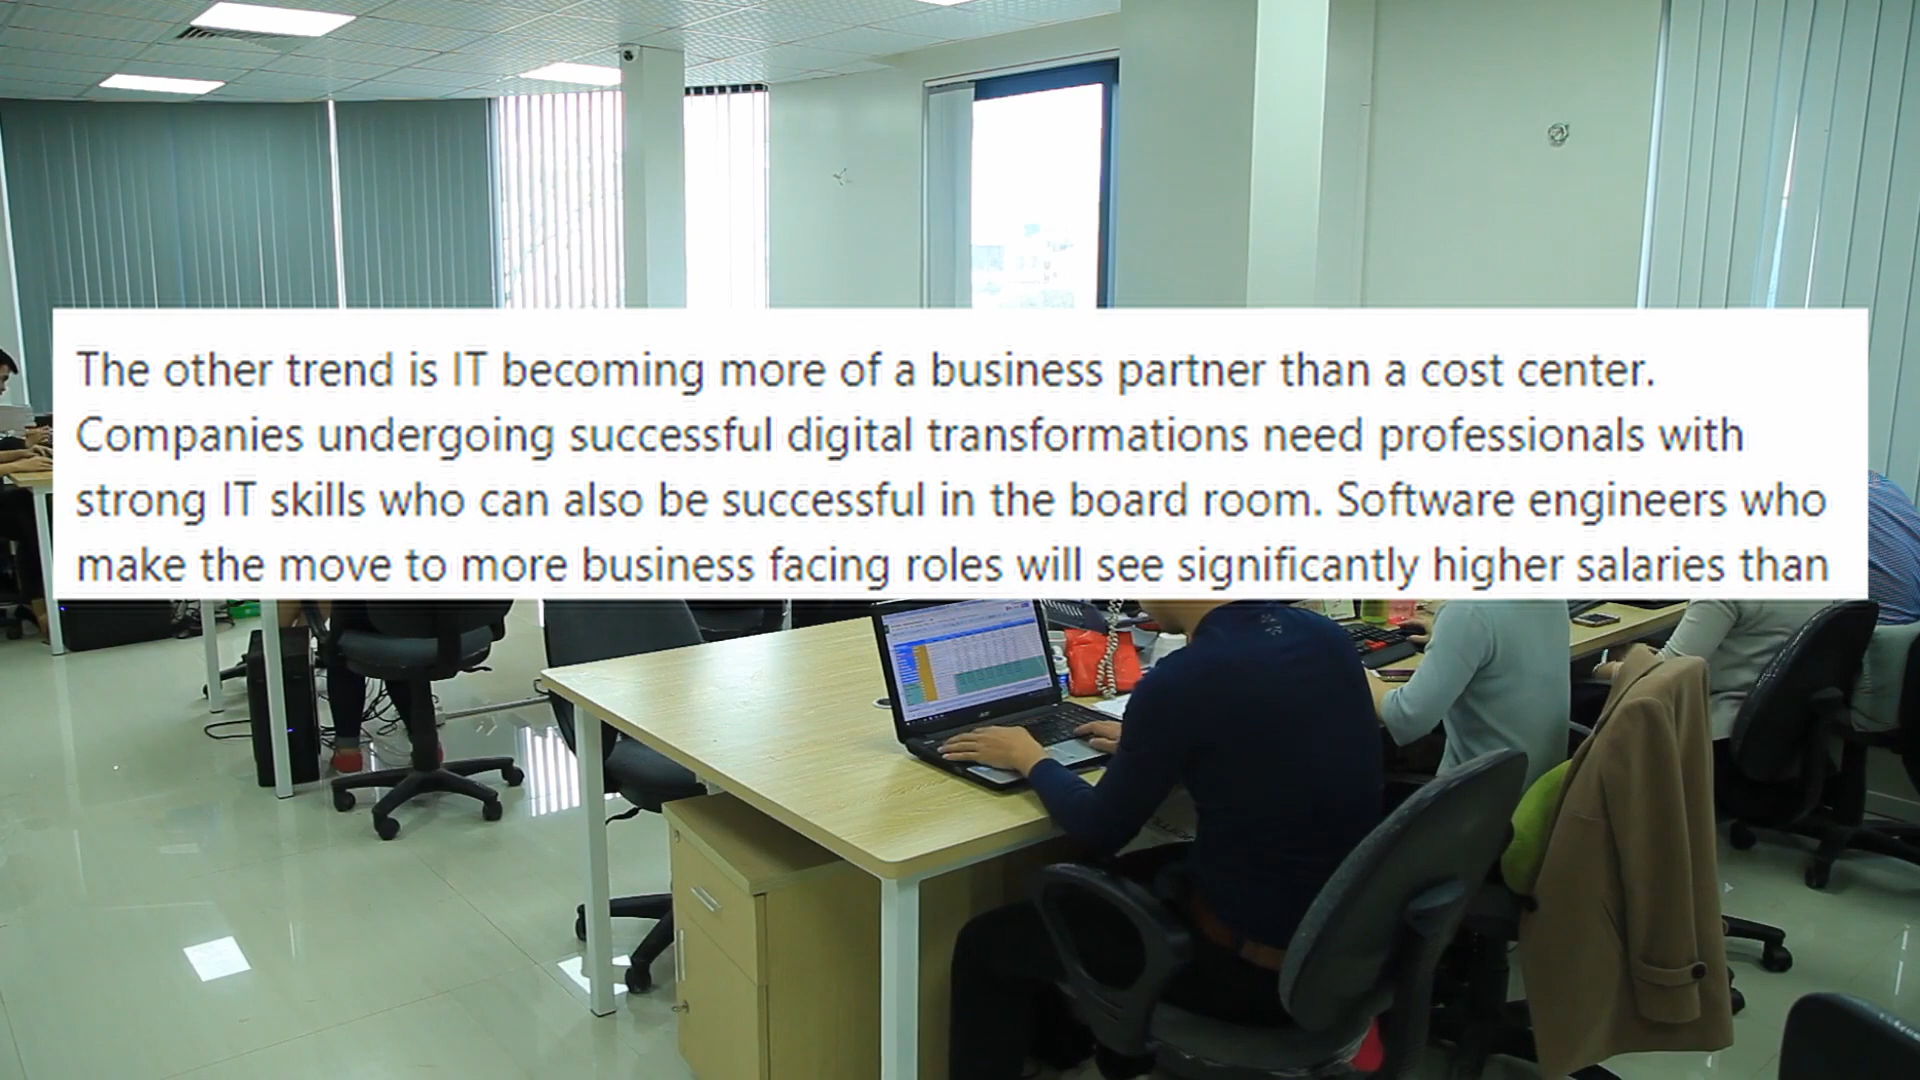 The other trend is IT becoming more of a business partner than a cost center.
Companies undergoing successful digital transformations need professionals with
strong IT skills who can also be successful in the board room. Software engineers who
make the move to more business facing roles will see significantly higher salaries than